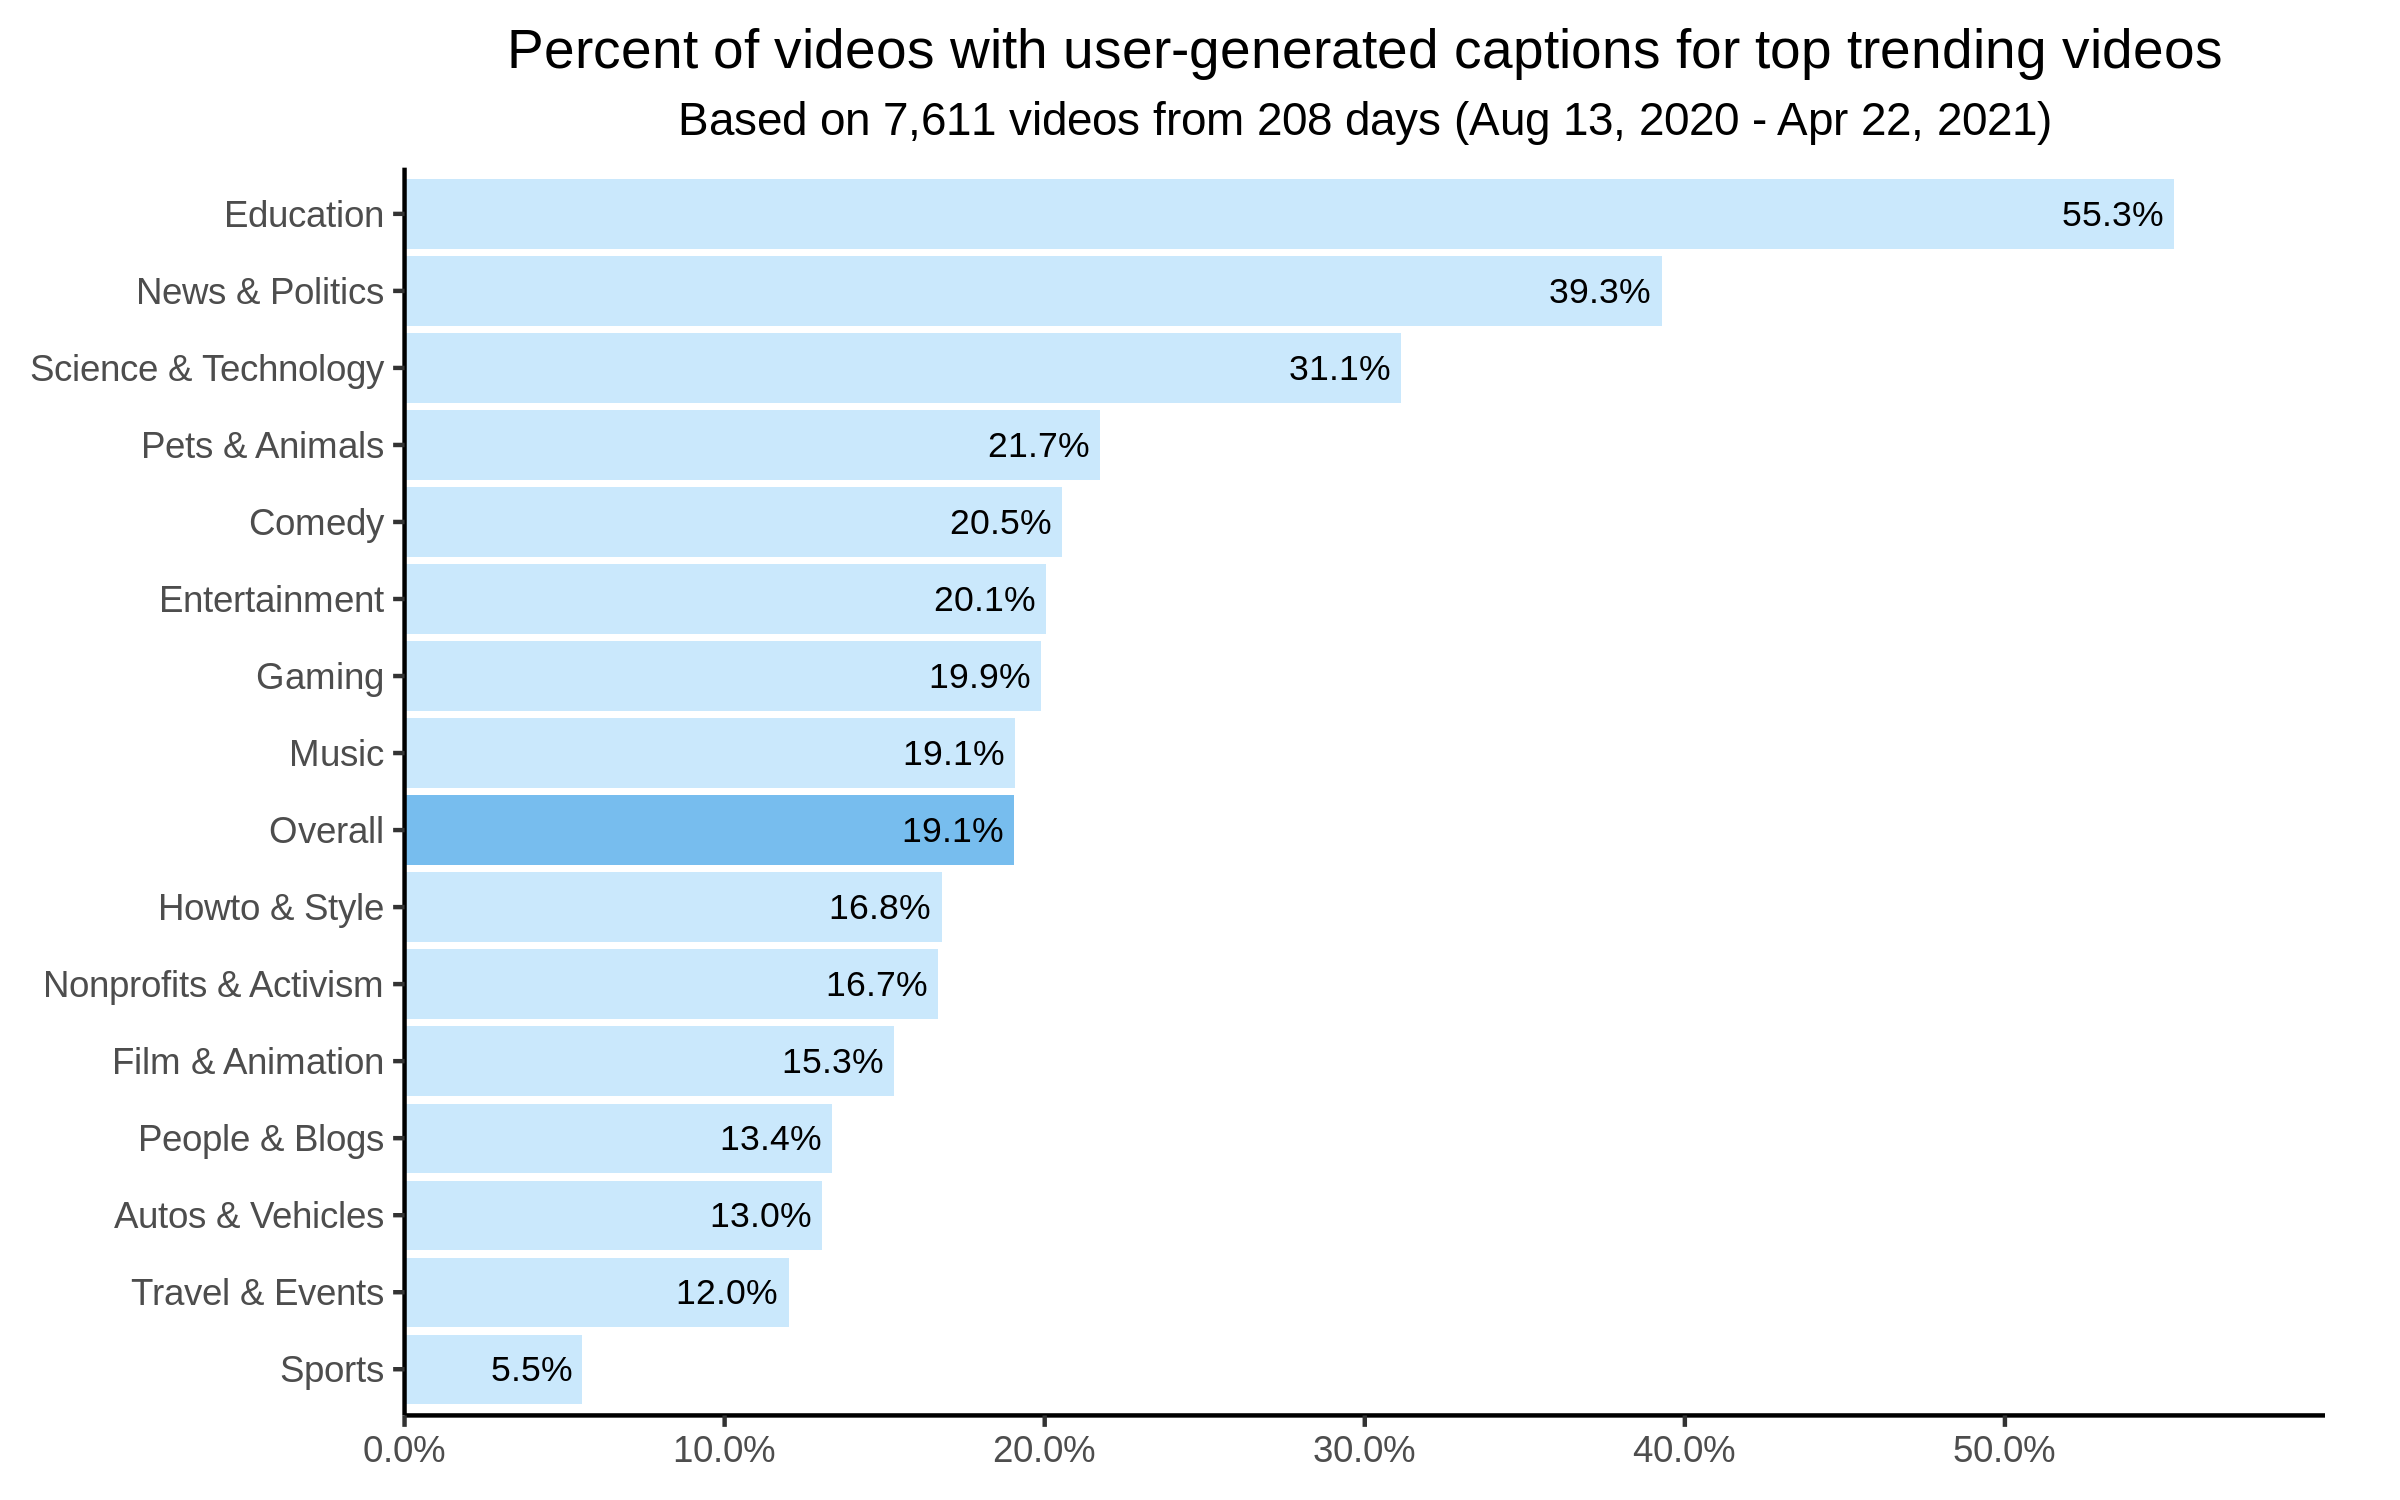 Percent of videos with user-generated captions for top trending videos
Based on 7,611 videos from 208 days (Aug 13, 2020 - Apr 22, 2021)
Education 55.3%
News & Politics 39.3%
Science & Technology 31.1%
Pets & Animals 21.7%
Comedy 20.5%
Entertainment 20.1%
Gaming 19.9%
Music 19.1%
Overall 19.1%
Howto & Style 16.8%
Nonprofits & Activism 16.7%
Film & Animation 15.3%
People & Blogs 13.4%
Autos & Vehicles 13.0%
Travel & Events 12.0%
Sports 5.5%
0.0% 10.0% 20.0% 30.0% 40.0% 50.0%